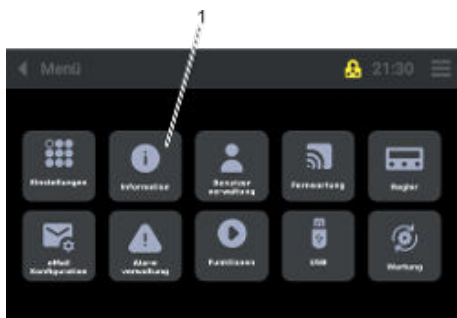 1
Menü 21:30
Einstellungen Information Benutzer Fernwartung Regler
verwaltung
eMail Alarm Funktionen USB Wartung
Konfiguration verwaltung